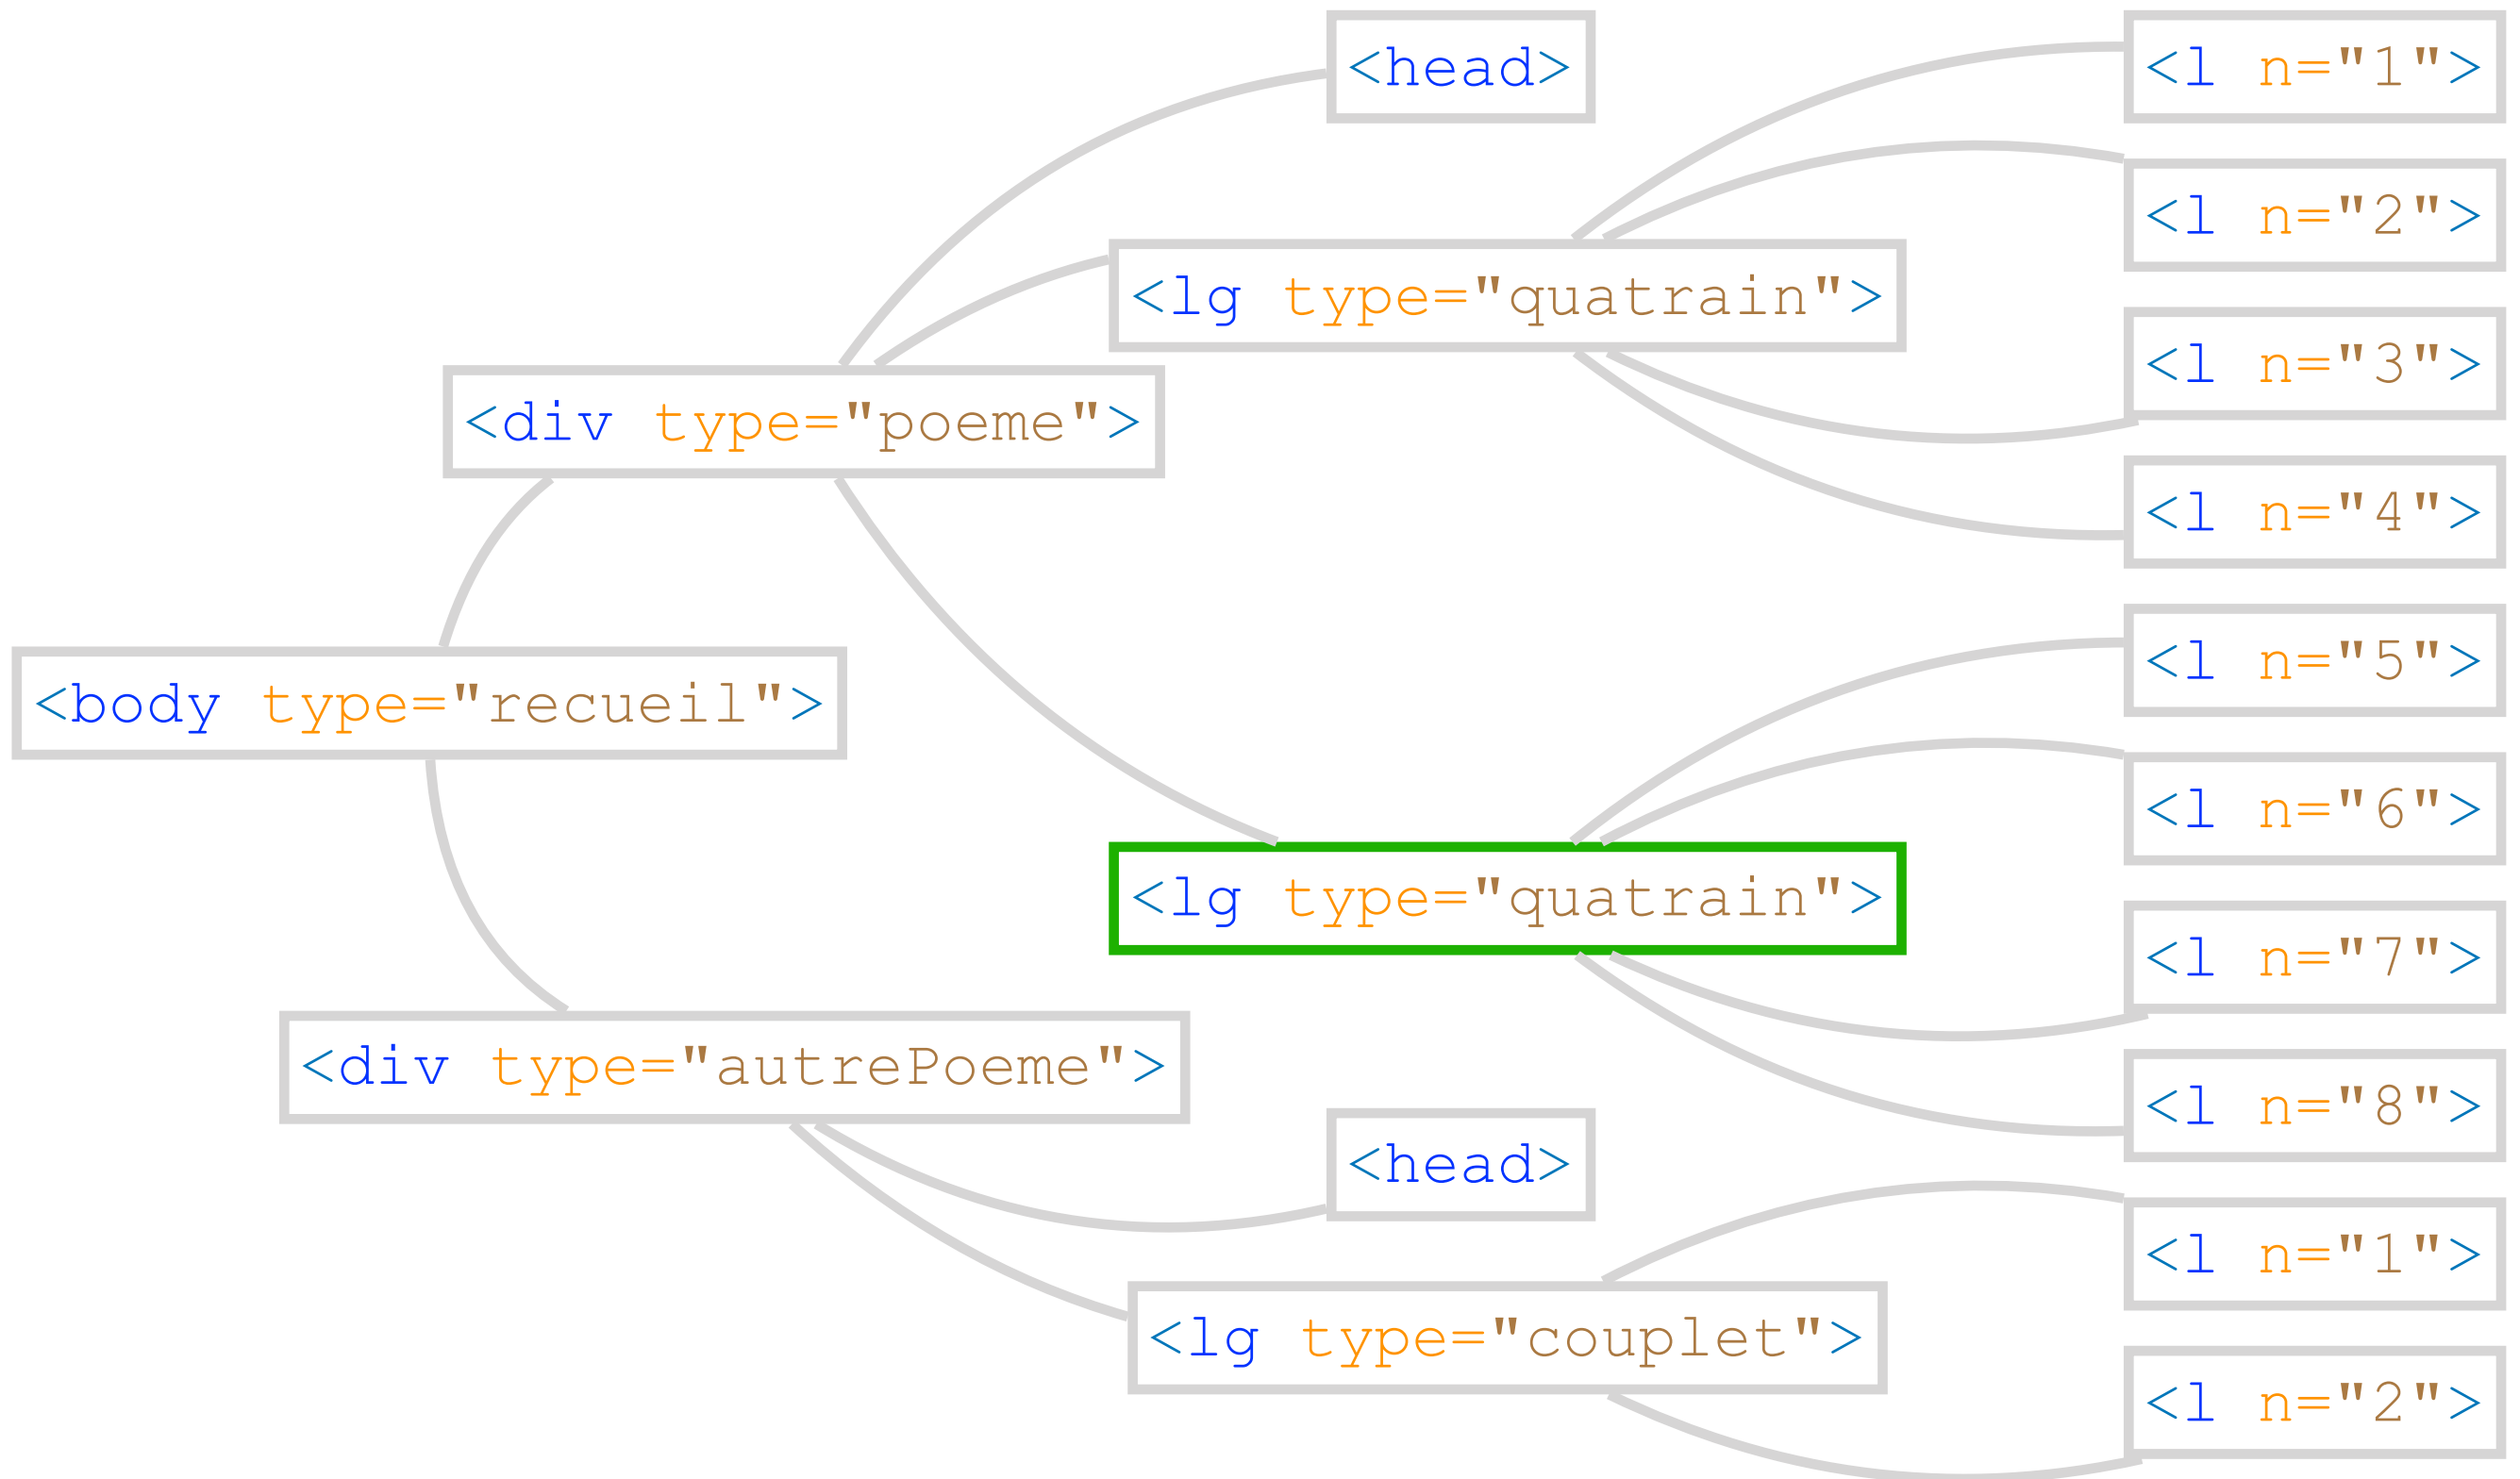 <head>
<l n="1">
<l n="2">
<lg type="quatrain">
<l n="3">
<div type="poeme">
<l n="4">
<l n="5">
<body type="recueil">
<l n="6">
<lg type="quatrain">
<l n="7">
<div type="autrePoeme">
<l n="8">
<head>
<l n="1">
<lg type="couplet">
<l n="2">